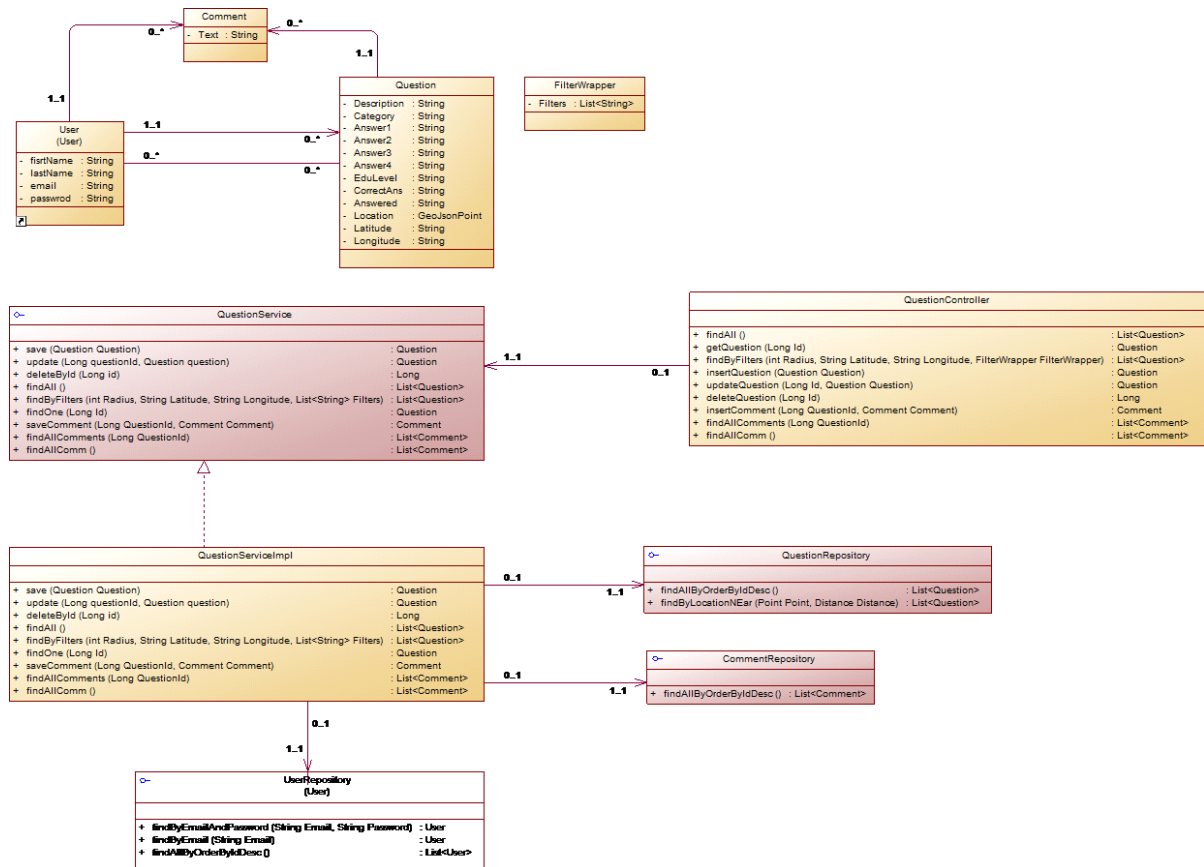 Comment
- Text : String
0..*
0..*
1..1
1..1
Question
- Description : String
- Category : String
- Answer1 : String
- Answer2 : String
- Answer3 : String
- Answer4 : String
- EduLevel : String
- CorrectAns : String
- Answered : String
- Location : GeoJsonPoint
- Latitude : String
- Longitude : String
FilterWrapper
- Filters : List<String>
User
(User)
- fisrtName : String
- lastName : String
- email : String
- passwrod : String
1..1
0..*
0..*
0..*
QuestionService
+ save (Question Question) : Question
+ update (Long questionId, Question question) : Question
+ deleteById (Long id) : Long
+ findAll () : List<Question>
+ findByFilters (int Radius, String Latitude, String Longitude, List<String> Filters) : List<Question>
+ findOne (Long Id) : Question
+ saveComment (Long QuestionId, Comment Comment) : Comment
+ findAllComments (Long QuestionId) : List<Comment>
+ findAllComm () : List<Comment>
1..1
0..1
QuestionController
+ findAll () : List<Question>
+ getQuestion (Long Id) : Question
+ findByFilters (int Radius, String Latitude, String Longitude, FilterWrapper FilterWrapper) : List<Question>
+ insertQuestion (Question Question) : Question
+ updateQuestion (Long Id, Question Question) : Question
+ deleteQuestion (Long Id) : Long
+ insertComment (Long QuestionId, Comment Comment) : Comment
+ findAllComments (Long QuestionId) : List<Comment>
+ findAllComm () : List<Comment>
QuestionServiceImpl
+ save (Question Question) : Question
+ update (Long questionId, Question question) : Question
+ deleteById (Long id) : Long
+ findAll () : List<Question>
+ findByFilters (int Radius, String Latitude, String Longitude, List<String> Filters) : List<Question>
+ findOne (Long Id) : Question
+ saveComment (Long QuestionId, Comment Comment) : Comment
+ findAllComments (Long QuestionId) : List<Comment>
+ findAllComm () : List<Comment>
0..1
1..1
QuestionRepository
+ findAllByOrderByIdDesc () : List<Question>
+ findByLocationNEar (Point Point, Distance Distance) : List<Question>
0..1
1..1
CommentRepository
+ findAllByOrderByIdDesc () : List<Comment>
0..1
1..1
UserRepository
(User)
+ findByEmailAndPassword (String Email, String Password) : User
+ findByEmail (String Email) : User
+ findAllByOrderByIdDesc () : List<User>